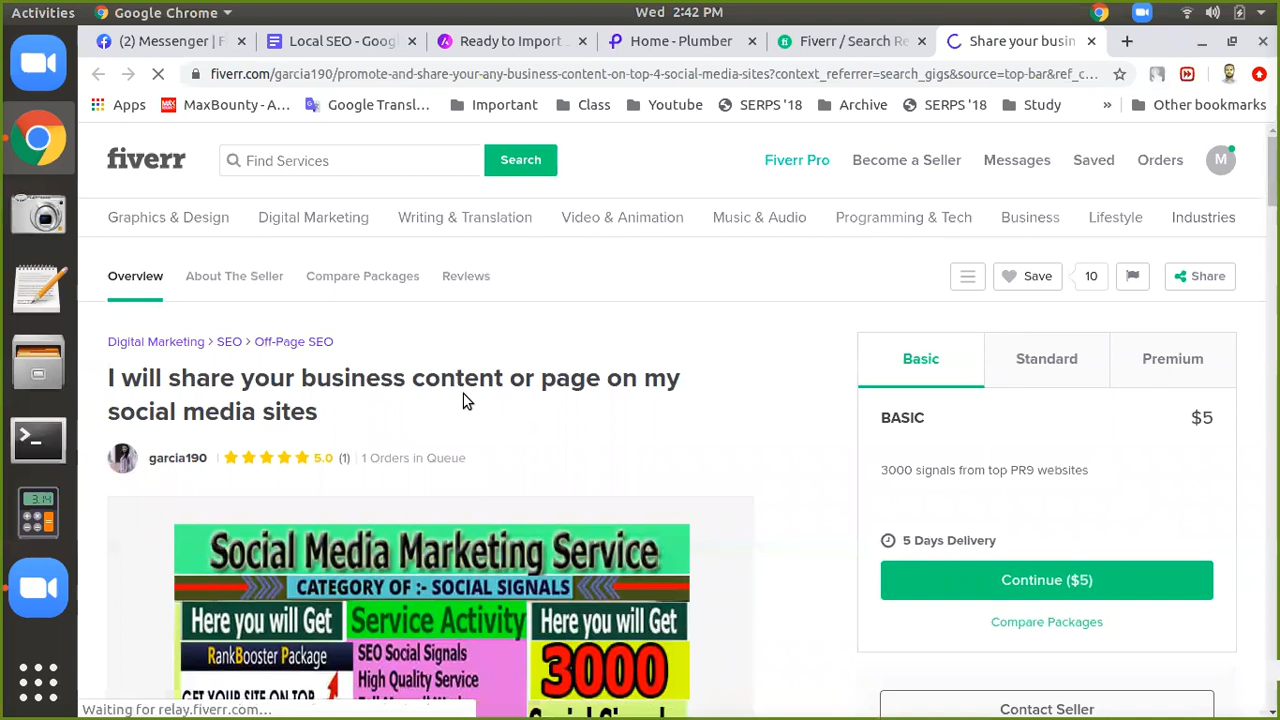 Activities
Google Chrome
Wed 2:42 PM
(2) Messenger | F
Local SEO - Goog
Ready to Import
Home - Plumber
Fiverr / Search Re
Share your busin
fiverr.com/garcia190/promote-and-share-your-any-business-content-on-top-4-social-media-sites?context_referrer=search_gigs&source=top-bar&ref_c...
Apps
MaxBounty - A...
Google Transl...
Important
Class
Youtube
SERPS '18
Archive
SERPS '18
Study
»
Other bookmarks
fiverr
Find Services
Search
Fiverr Pro
Become a Seller
Messages
Saved
Orders
M
Graphics & Design
Digital Marketing
Writing & Translation
Video & Animation
Music & Audio
Programming & Tech
Business
Lifestyle
Industries
Overview
About The Seller
Compare Packages
Reviews
Save
10
Share
Digital Marketing > SEO > Off-Page SEO
I will share your business content or page on my
social media sites
garcia190
5.0 (1)
1 Orders in Queue
Basic
Standard
Premium
BASIC
$5
3000 signals from top PR9 websites
5 Days Delivery
Continue ($5)
Compare Packages
Contact Seller
Social Media Marketing Service
CATEGORY OF :- SOCIAL SIGNALS
Here you will Get
Service Activity
Here you will Get
RankBooster Package
SEO Social Signals
High Quality Service
3000
GET YOUR SITE ON TOP
3.14
Waiting for relay.fiverr.com...